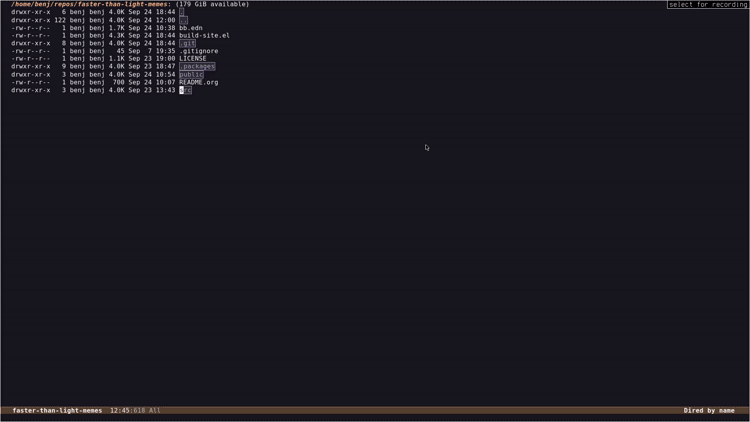 /home/benj/repos/faster-than-light-memes: (179 GiB available)
select for recording
drwxr-xr-x   6 benj benj 4.0K Sep 24 18:44 .
drwxr-xr-x 122 benj benj 4.0K Sep 24 12:00 ..
-rw-r--r--   1 benj benj 1.7K Sep 24 10:38 bb.edn
-rw-r--r--   1 benj benj 4.3K Sep 24 18:44 build-site.el
drwxr-xr-x   8 benj benj 4.0K Sep 24 18:44 .git
-rw-r--r--   1 benj benj   45 Sep  7 19:35 .gitignore
-rw-r--r--   1 benj benj 1.1K Sep 23 19:00 LICENSE
drwxr-xr-x   9 benj benj 4.0K Sep 23 18:47 .packages
drwxr-xr-x   3 benj benj 4.0K Sep 24 10:54 public
-rw-r--r--   1 benj benj  700 Sep 24 10:07 README.org
drwxr-xr-x   3 benj benj 4.0K Sep 23 13:43 src
faster-than-light-memes  12:45:618 All
Dired by name